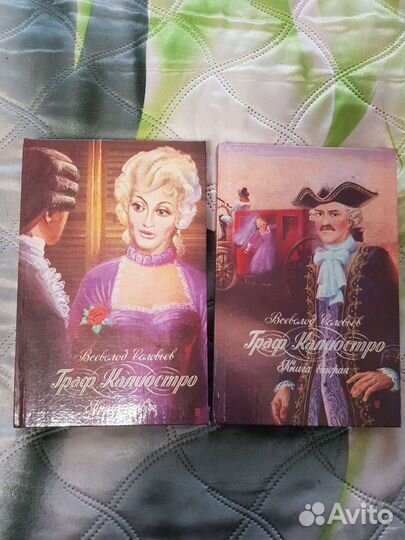 Всеволод Соловьев
Граф Калиостро
Всеволод Соловьев
Граф Калиостро
Книга вторая
Avito